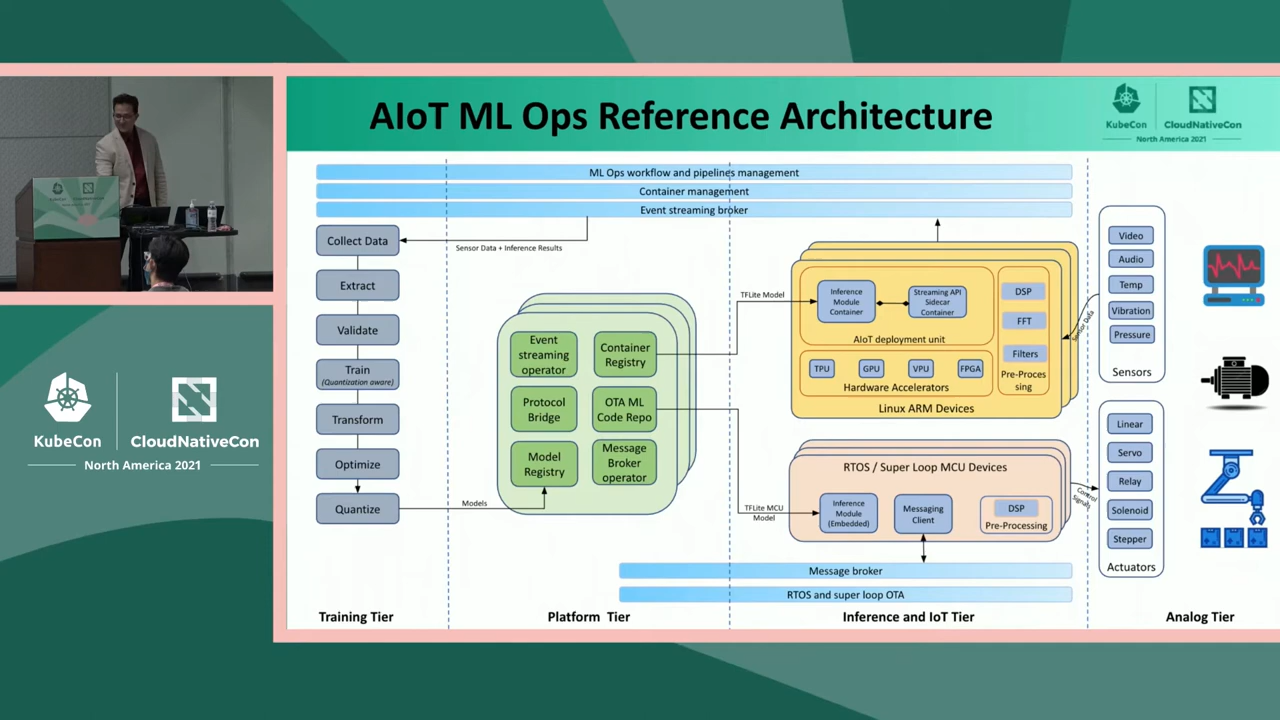 AIoT ML Ops Reference Architecture
KubeCon
CloudNativeCon
North America 2021
ML Ops workflow and pipelines management
Container management
Event streaming broker
Sensor Data + Inference Results
Collect Data
Extract
Validate
Train
(Quantization aware)
Transform
Optimize
Quantize
Models
Training Tier
Event
streaming
operator
Container
Registry
Protocol
Bridge
OTA ML
Code Repo
Model
Registry
Message
Broker
operator
Platform Tier
TFLite Model
TFLite MCU
Model
Inference
Module
Container
Streaming API
Sidecar
Container
AIoT deployment unit
TPU
GPU
VPU
FPGA
Hardware Accelerators
DSP
FFT
Filters
Pre-Proces
sing
Linux ARM Devices
RTOS / Super Loop MCU Devices
Inference
Module
(Embedded)
Messaging
Client
DSP
Pre-Processing
Message broker
RTOS and super loop OTA
Inference and IoT Tier
Sensor Data
Control
Signals
Video
Audio
Temp
Vibration
Pressure
Sensors
Linear
Servo
Relay
Solenoid
Stepper
Actuators
Analog Tier
KubeCon
CloudNativeCon
North America 2021